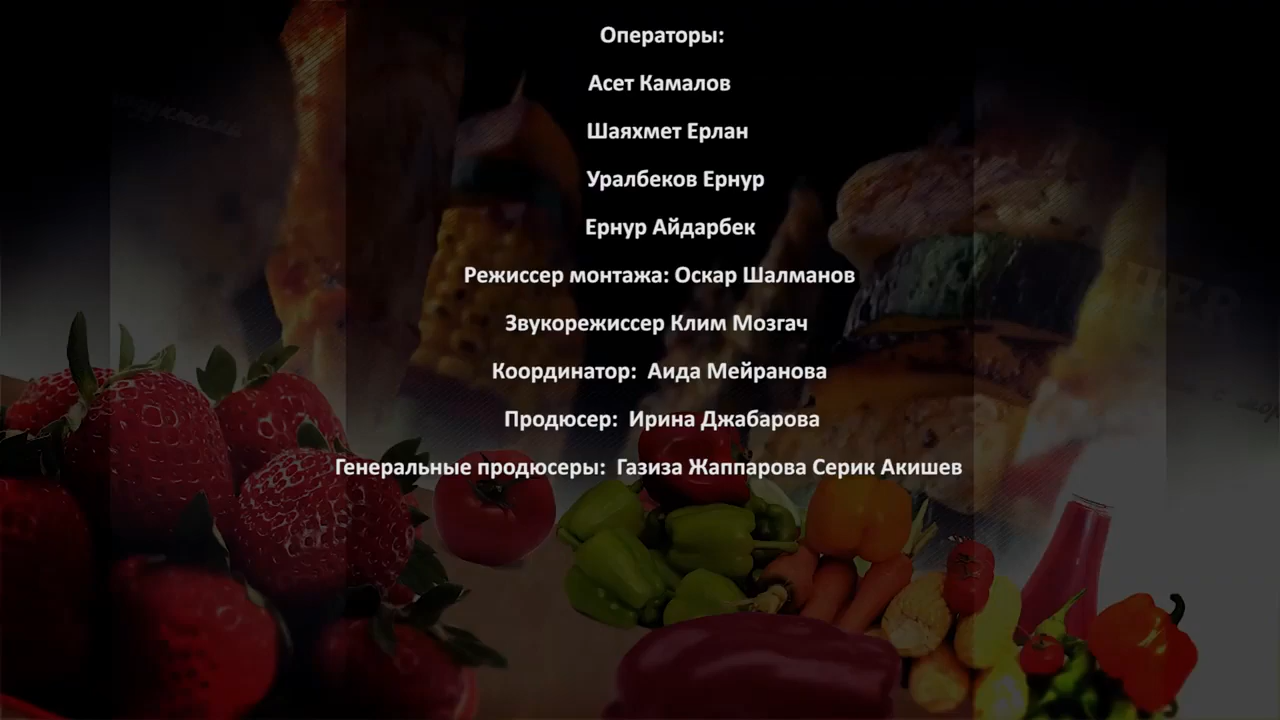 Операторы:
Асет Камалов
Шаяхмет Ерлан
Уралбеков Ернур
Ернур Айдарбек
Режиссер монтажа: Оскар Шалманов
Звукорежиссер Клим Мозгач
Координатор: Аида Мейранова
Продюсер: Ирина Джабарова
Генеральные продюсеры: Газиза Жаппарова Серик Акишев